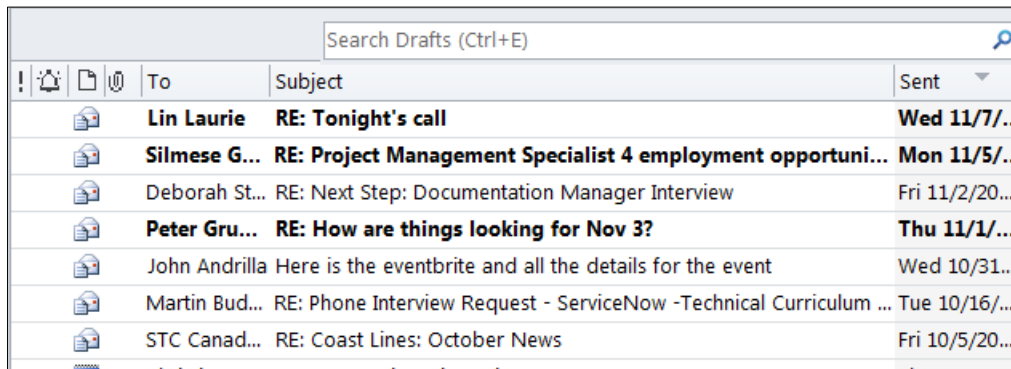 Search Drafts (Ctrl+E)
! To Subject Sent
Lin Laurie RE: Tonight's call Wed 11/7/...
Silmese G... RE: Project Management Specialist 4 employment opportuni... Mon 11/5/...
Deborah St... RE: Next Step: Documentation Manager Interview Fri 11/2/20...
Peter Gru... RE: How are things looking for Nov 3? Thu 11/1/...
John Andrilla Here is the eventbrite and all the details for the event Wed 10/31...
Martin Bud... RE: Phone Interview Request - ServiceNow -Technical Curriculum ... Tue 10/16/...
STC Canad... RE: Coast Lines: October News Fri 10/5/20...